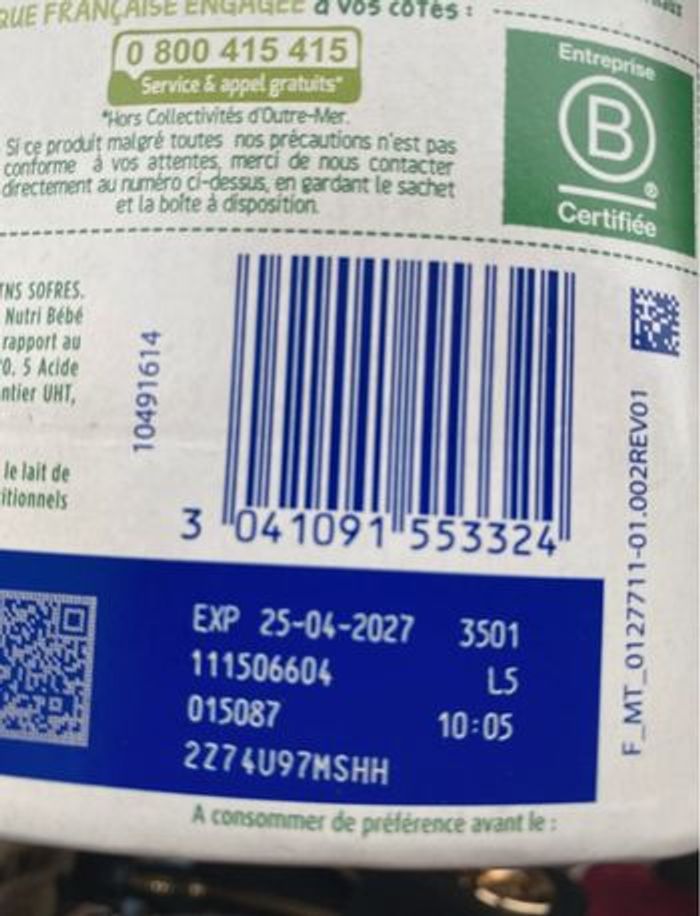 QUE FRANÇAISE ENGAGÉE à vos côtés :
0 800 415 415
Service & appel gratuits*
*Hors Collectivités d'Outre-Mer.
Si ce produit malgré toutes nos précautions n'est pas
conforme à vos attentes, merci de nous contacter
directement au numéro ci-dessus, en gardant le sachet
et la boîte à disposition.
Entreprise
B
®
Certifiée
TNS SOFRES.
Nutri Bébé
rapport au
0. 5 Acide
ntier UHT,
le lait de
itionnels
10491614
3 041091 553324
F_MT_0127711-01.002REV01
EXP 25-04-2027 3501
111506604 L5
015087 10:05
2Z74U97MSHH
A consommer de préférence avant le :